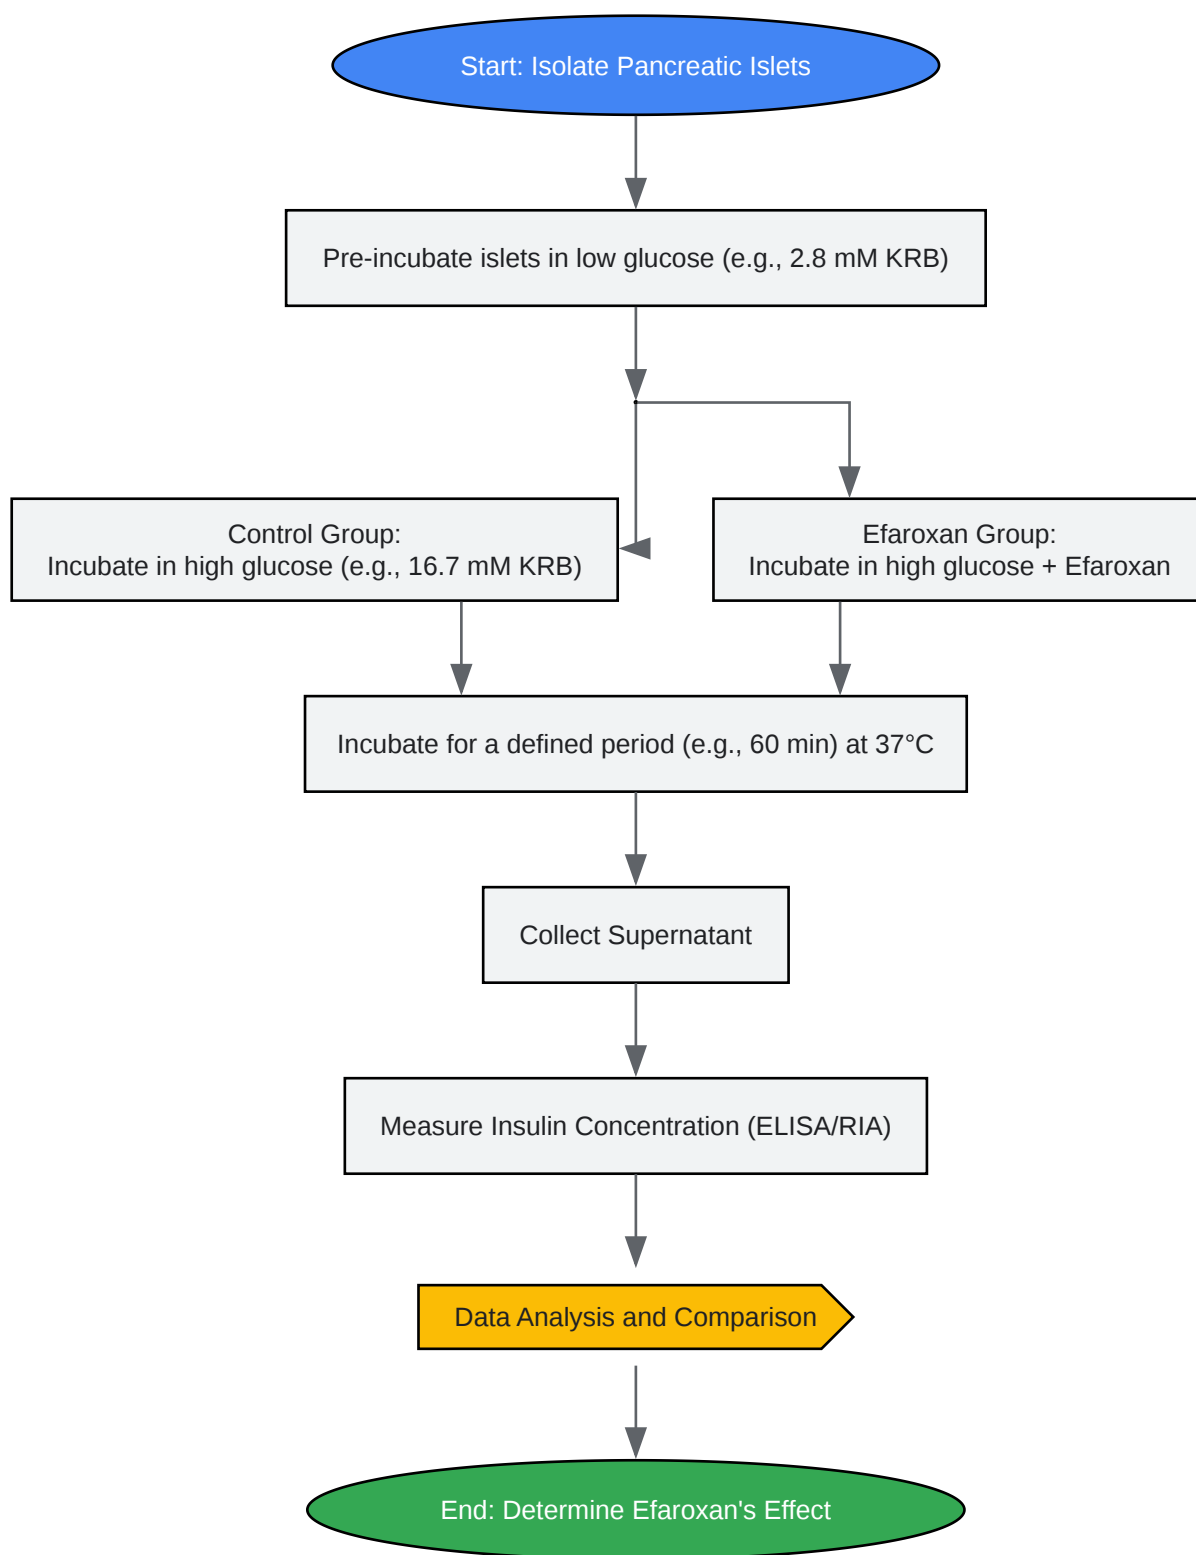 Start: Isolate Pancreatic Islets
Pre-incubate islets in low glucose (e.g., 2.8 mM KRB)
Control Group:
Incubate in high glucose (e.g., 16.7 mM KRB)
Efaroxan Group:
Incubate in high glucose + Efaroxan
Incubate for a defined period (e.g., 60 min) at 37°C
Collect Supernatant
Measure Insulin Concentration (ELISA/RIA)
Data Analysis and Comparison
End: Determine Efaroxan's Effect